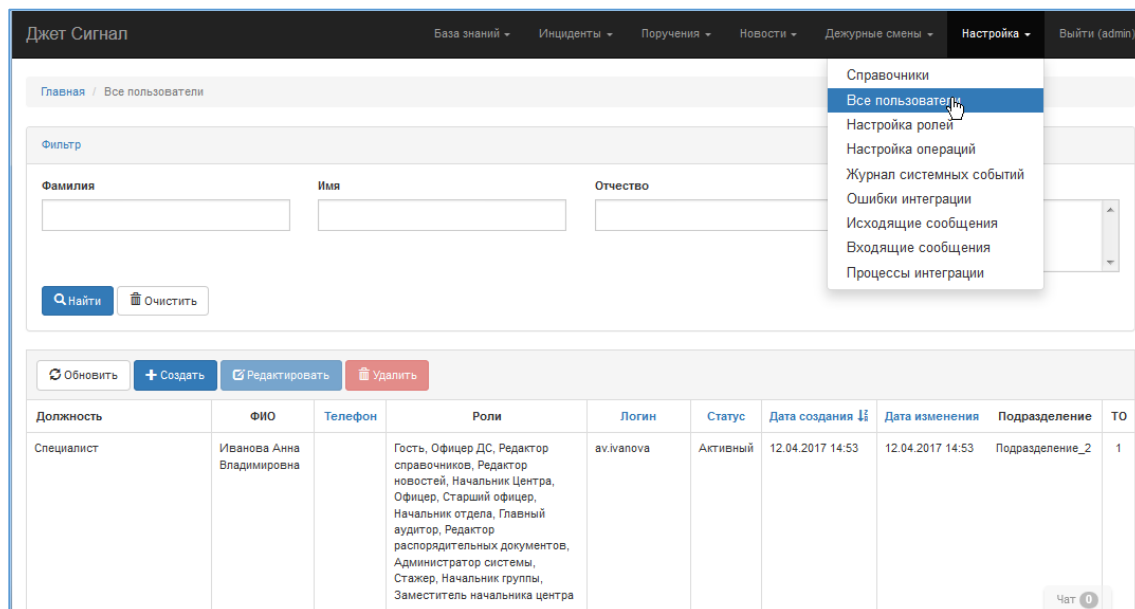 Джет Сигнал
База знаний
Инциденты
Поручения
Новости
Дежурные смены
Настройка
Выйти (admin)
Главная / Все пользователи
Справочники
Все пользователи
Настройка ролей
Настройка операций
Журнал системных событий
Ошибки интеграции
Исходящие сообщения
Входящие сообщения
Процессы интеграции
Фильтр
Фамилия
Имя
Отчество
Найти
Очистить
Обновить
Создать
Редактировать
Удалить
Должность
ФИО
Телефон
Роли
Логин
Статус
Дата создания
Дата изменения
Подразделение
ТО
Специалист
Иванова Анна
Владимировна
Гость, Офицер ДС, Редактор
справочников, Редактор
новостей, Начальник Центра,
Офицер, Старший офицер,
Начальник отдела, Главный
аудитор, Редактор
распорядительных документов,
Администратор системы,
Стажер, Начальник группы,
Заместитель начальника центра
av.ivanova
Активный
12.04.2017 14:53
12.04.2017 14:53
Подразделение_2
1
Чат 0